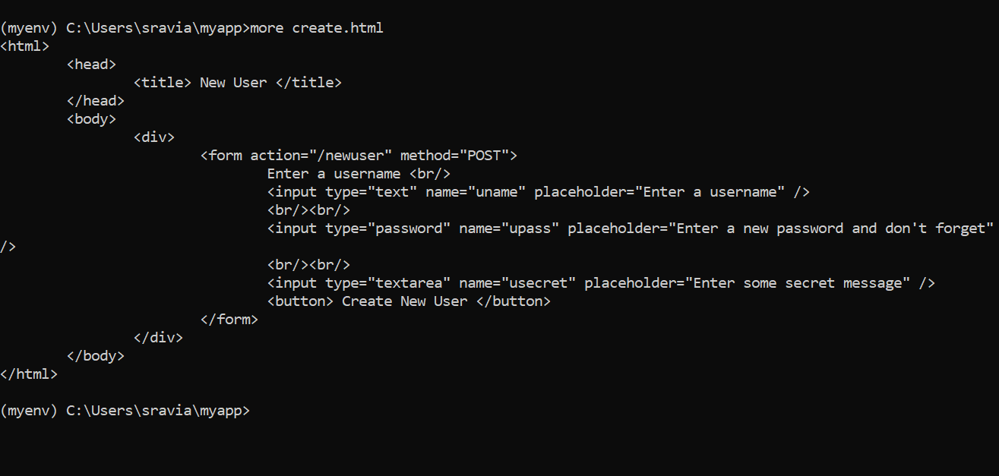 (myenv) C:\Users\sravia\myapp>more create.html
<html>
        <head>
                <title> New User </title>
        </head>
        <body>
                <div>
                        <form action="/newuser" method="POST">
                                Enter a username <br/>
                                <input type="text" name="uname" placeholder="Enter a username" />
                                <br/><br/>
                                <input type="password" name="upass" placeholder="Enter a new password and don't forget"
/>
                                <br/><br/>
                                <input type="textarea" name="usecret" placeholder="Enter some secret message" />
                                <button> Create New User </button>
                        </form>
                </div>
        </body>
</html>
(myenv) C:\Users\sravia\myapp>